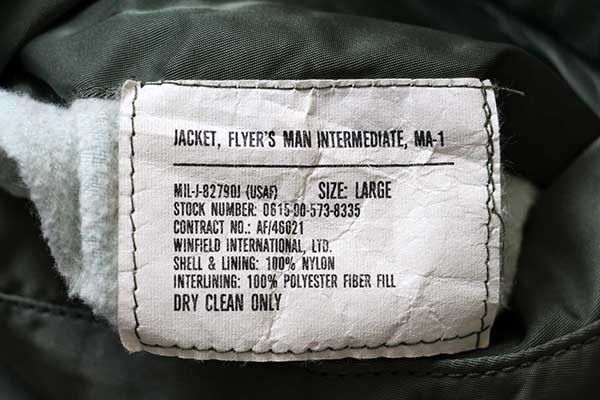 JACKET, FLYER'S MAN INTERMEDIATE, MA-1
MIL-J-82790J (USAF) SIZE: LARGE
STOCK NUMBER: 0615-00-573-8335
CONTRACT NO.: AF/46021
WINFIELD INTERNATIONAL, LTD.
SHELL & LINING: 100% NYLON
INTERLINING: 100% POLYESTER FIBER FILL
DRY CLEAN ONLY